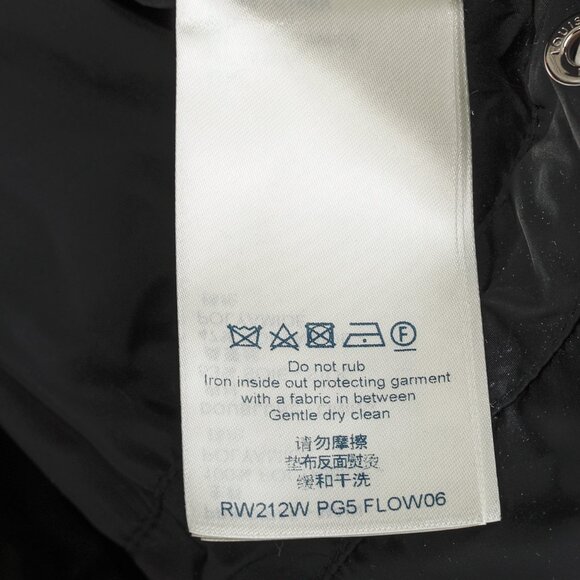 LOUIS
F
Do not rub
Iron inside out protecting garment
with a fabric in between
Gentle dry clean
请勿摩擦
垫布反面熨烫
缓和干洗
RW212W PG5 FLOW06